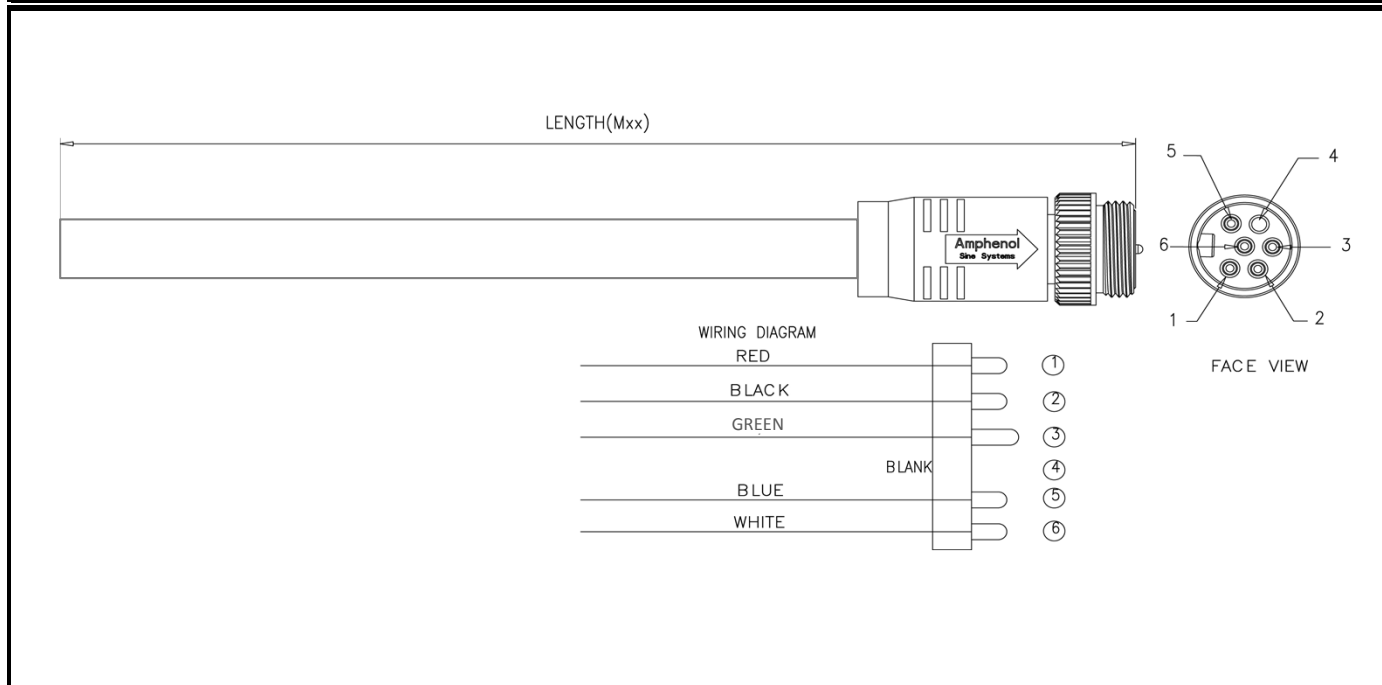 LENGTH(Mxx)
5
4
Amphenol
Sine Systems
6
3
1
2
WIRING DIAGRAM
FACE VIEW
RED
1
BLACK
2
GREEN
3
BLANK
4
BLUE
5
WHITE
6